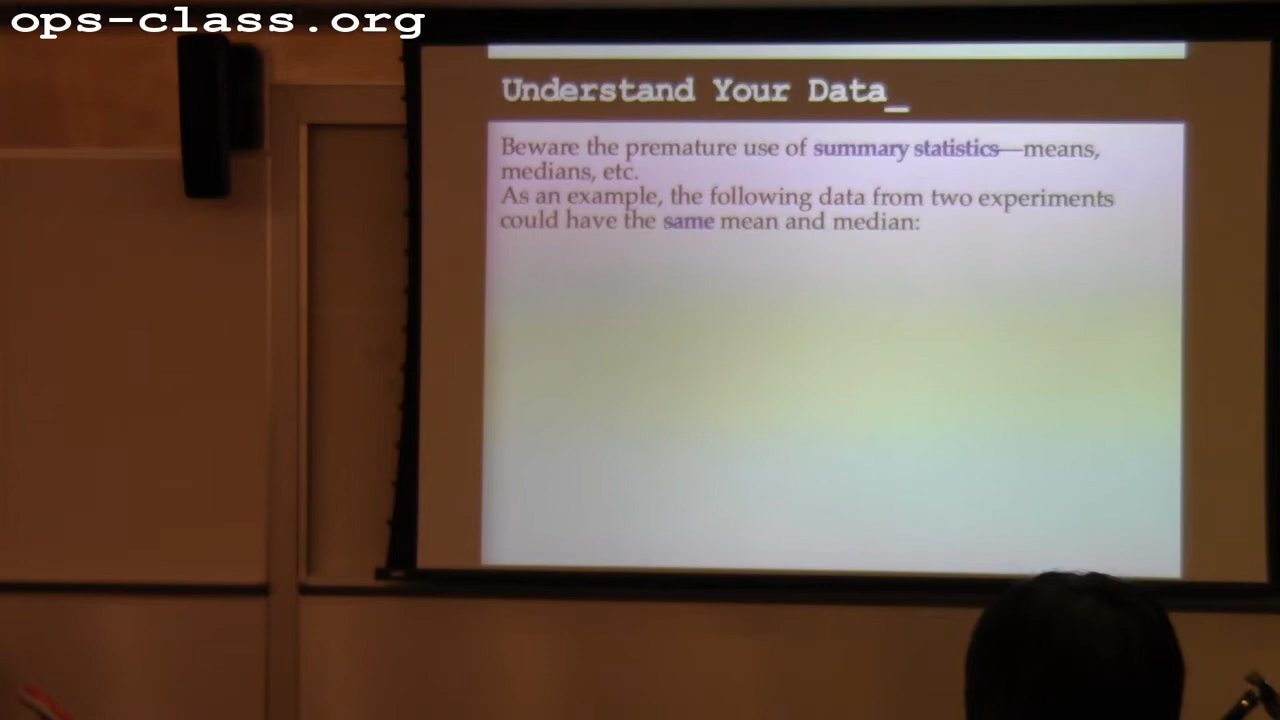 ops-class.org
Understand Your Data_
Beware the premature use of summary statistics—means,
medians, etc.
As an example, the following data from two experiments
could have the same mean and median: